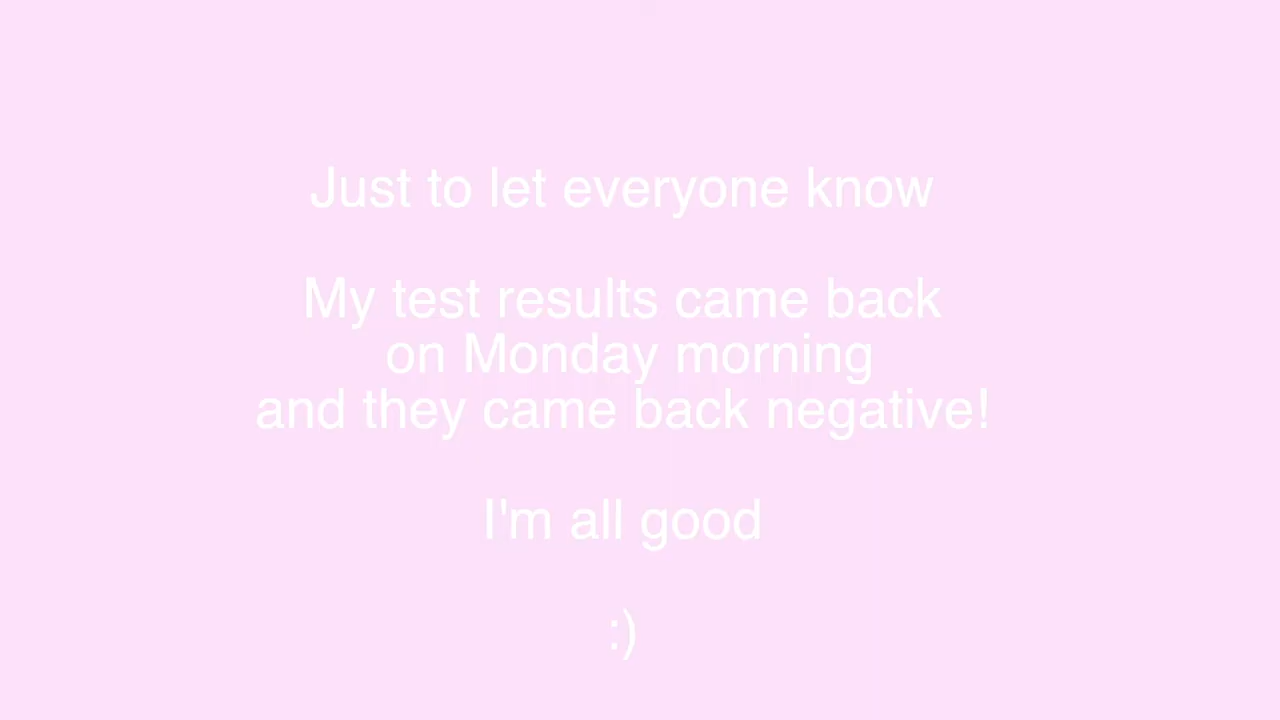 Just to let everyone know
My test results came back
on Monday morning
and they came back negative!
I'm all good
:)